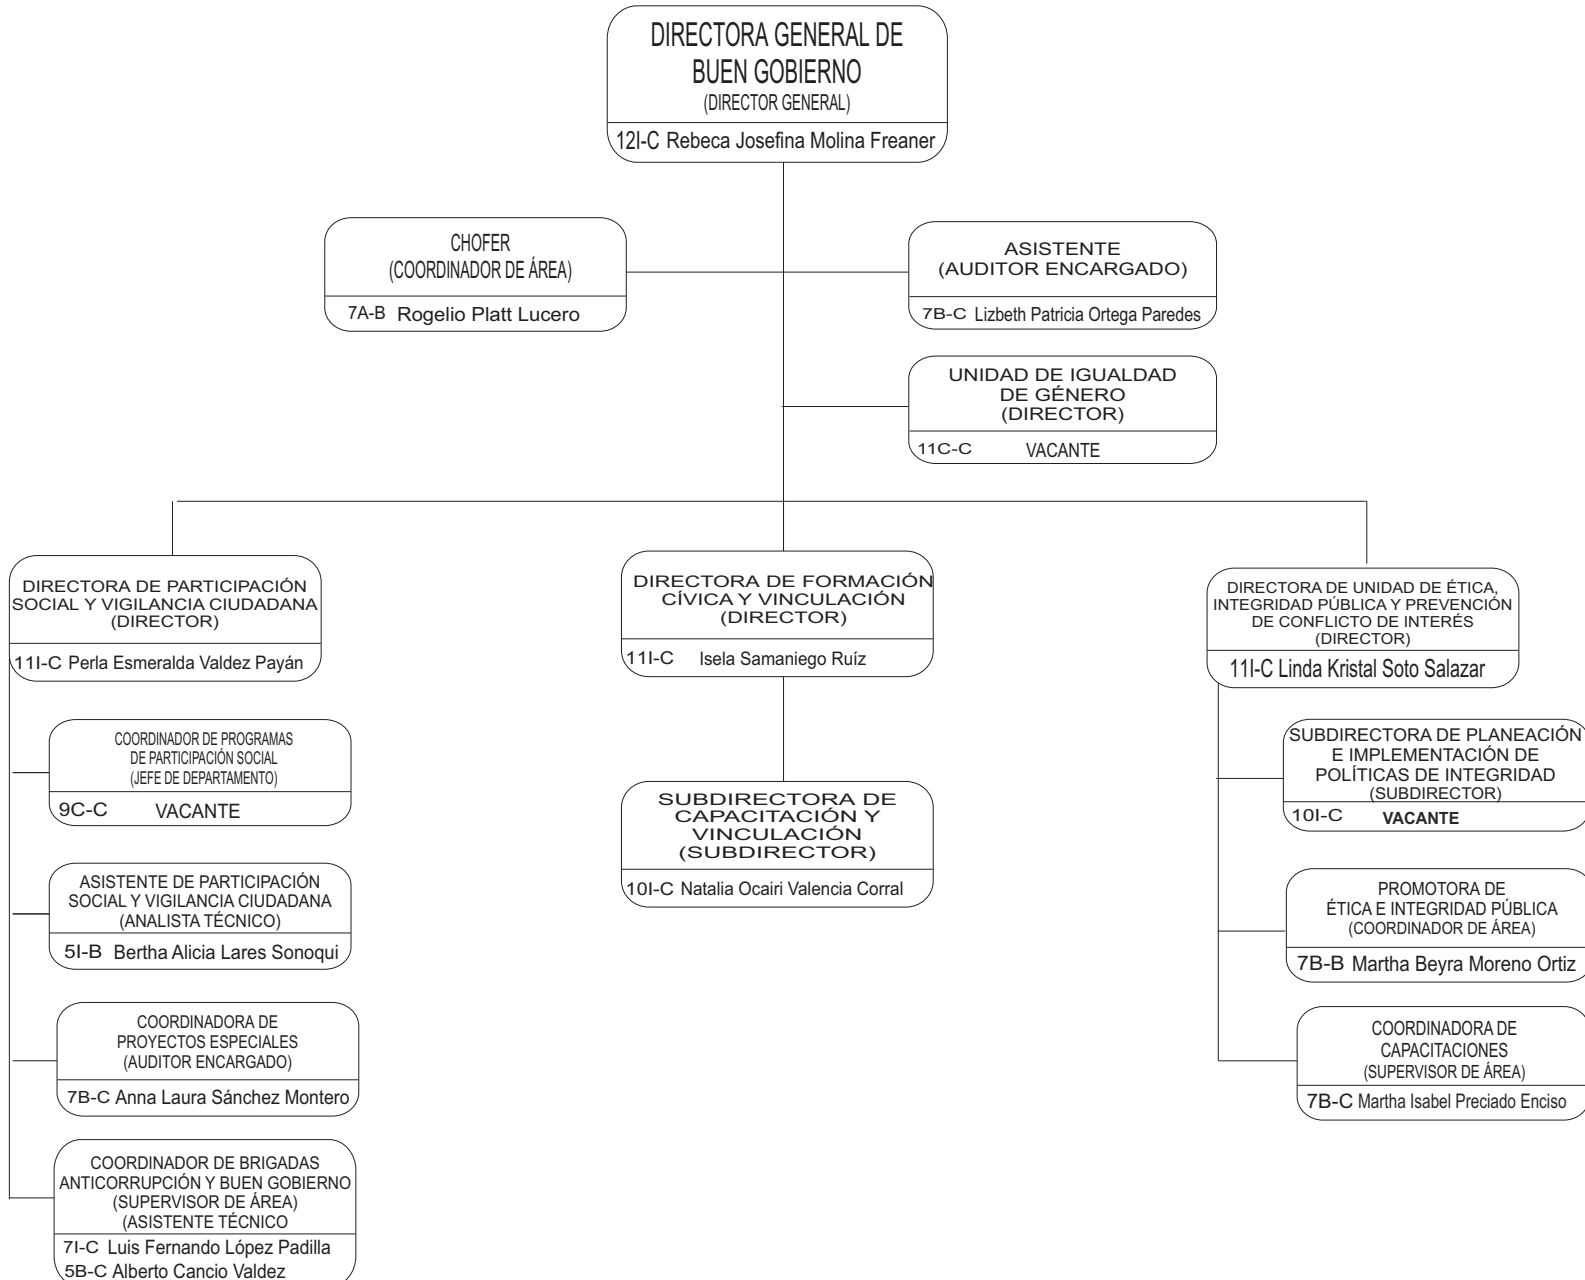 DIRECTORA GENERAL DE
BUEN GOBIERNO
(DIRECTOR GENERAL)
12I-C Rebeca Josefina Molina Freaner
CHOFER
(COORDINADOR DE ÁREA)
7A-B Rogelio Platt Lucero
ASISTENTE
(AUDITOR ENCARGADO)
7B-C Lizbeth Patricia Ortega Paredes
UNIDAD DE IGUALDAD
DE GÉNERO
(DIRECTOR)
11C-C VACANTE
DIRECTORA DE PARTICIPACIÓN
SOCIAL Y VIGILANCIA CIUDADANA
(DIRECTOR)
11I-C Perla Esmeralda Valdez Payán
COORDINADOR DE PROGRAMAS
DE PARTICIPACIÓN SOCIAL
(JEFE DE DEPARTAMENTO)
9C-C VACANTE
ASISTENTE DE PARTICIPACIÓN
SOCIAL Y VIGILANCIA CIUDADANA
(ANALISTA TÉCNICO)
5I-B Bertha Alicia Lares Sonoqui
COORDINADORA DE
PROYECTOS ESPECIALES
(AUDITOR ENCARGADO)
7B-C Anna Laura Sánchez Montero
COORDINADOR DE BRIGADAS
ANTICORRUPCIÓN Y BUEN GOBIERNO
(SUPERVISOR DE ÁREA)
(ASISTENTE TÉCNICO
7I-C Luis Fernando López Padilla
5B-C Alberto Cancio Valdez
DIRECTORA DE FORMACIÓN
CÍVICA Y VINCULACIÓN
(DIRECTOR)
11I-C Isela Samaniego Ruíz
SUBDIRECTORA DE
CAPACITACIÓN Y
VINCULACIÓN
(SUBDIRECTOR)
10I-C Natalia Ocairi Valencia Corral
DIRECTORA DE UNIDAD DE ÉTICA,
INTEGRIDAD PÚBLICA Y PREVENCIÓN
DE CONFLICTO DE INTERÉS
(DIRECTOR)
11I-C Linda Kristal Soto Salazar
SUBDIRECTORA DE PLANEACIÓN
E IMPLEMENTACIÓN DE
POLÍTICAS DE INTEGRIDAD
(SUBDIRECTOR)
10I-C VACANTE
PROMOTORA DE
ÉTICA E INTEGRIDAD PÚBLICA
(COORDINADOR DE ÁREA)
7B-B Martha Beyra Moreno Ortiz
COORDINADORA DE
CAPACITACIONES
(SUPERVISOR DE ÁREA)
7B-C Martha Isabel Preciado Enciso